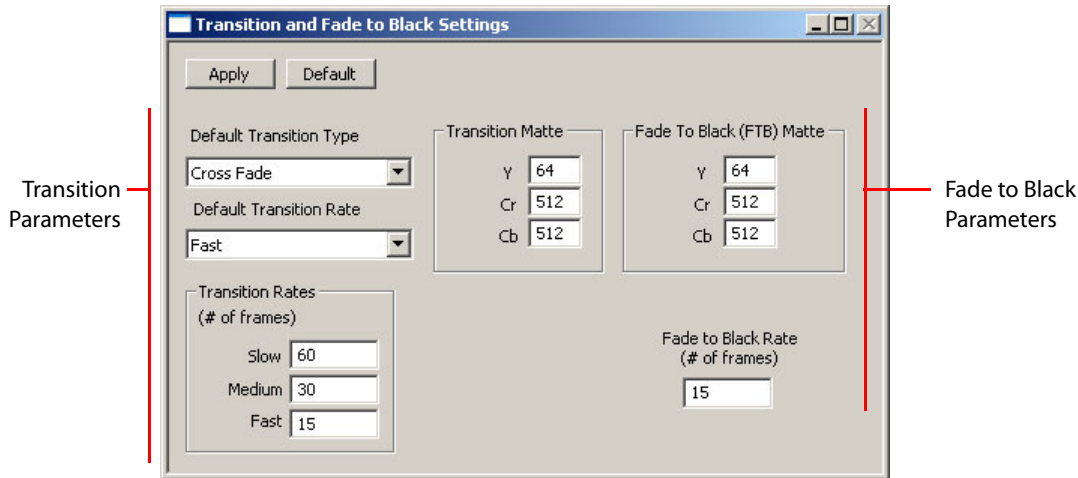 Transition and Fade to Black Settings
Apply Default
Transition Parameters
Default Transition Type
Cross Fade
Default Transition Rate
Fast
Transition Rates
(# of frames)
Slow 60
Medium 30
Fast 15
Transition Matte
Y 64
Cr 512
Cb 512
Fade To Black (FTB) Matte
Y 64
Cr 512
Cb 512
Fade to Black Rate
(# of frames)
15
Fade to Black
Parameters